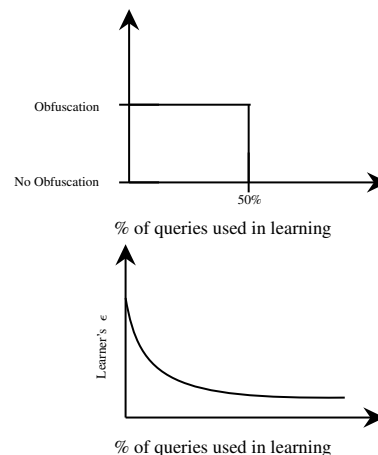 Obfuscation
No Obfuscation
50%
% of queries used in learning
Learner's ϵ
% of queries used in learning